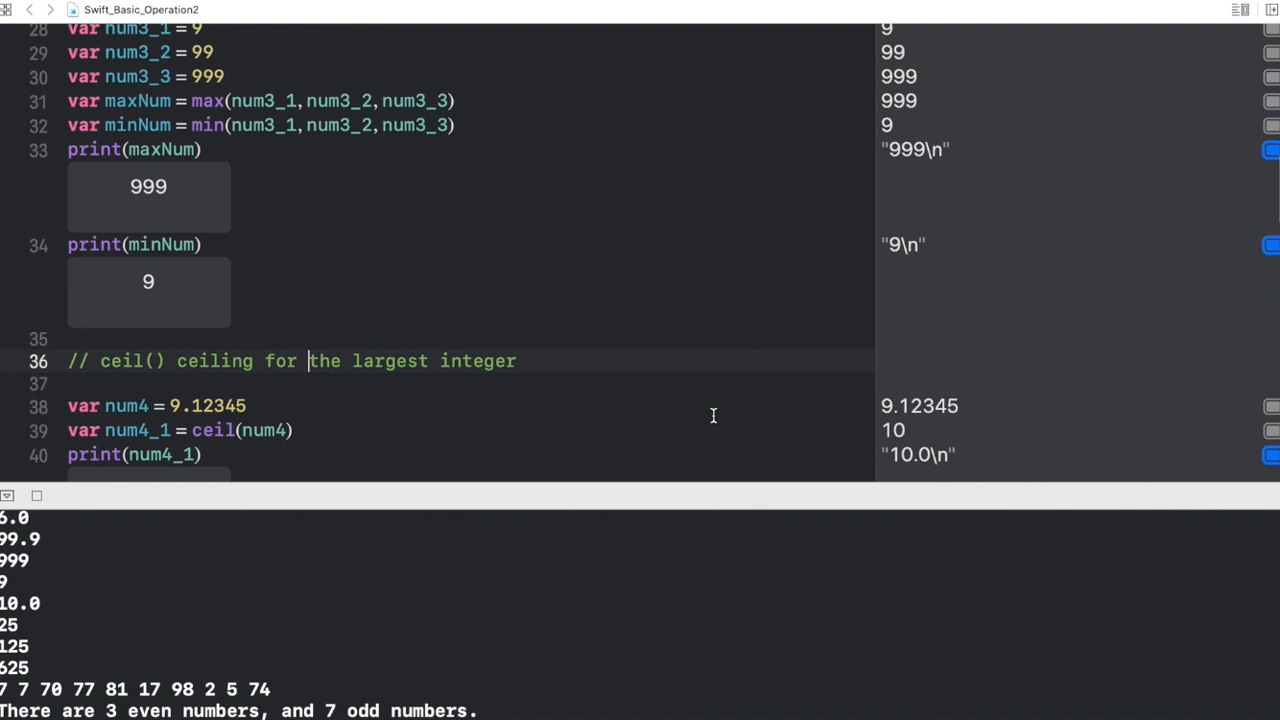 Swift_Basic_Operation2
28 var num3_1 = 9 9
29 var num3_2 = 99 99
30 var num3_3 = 999 999
31 var maxNum = max(num3_1, num3_2, num3_3) 999
32 var minNum = min(num3_1, num3_2, num3_3) 9
33 print(maxNum) "999\n"
999
34 print(minNum) "9\n"
9
35
36 // ceil() ceiling for the largest integer
37
38 var num4 = 9.12345 9.12345
39 var num4_1 = ceil(num4) 10
40 print(num4_1) "10.0\n"
6.0
99.9
999
9
10.0
25
125
625
7 7 70 77 81 17 98 2 5 74
There are 3 even numbers, and 7 odd numbers.